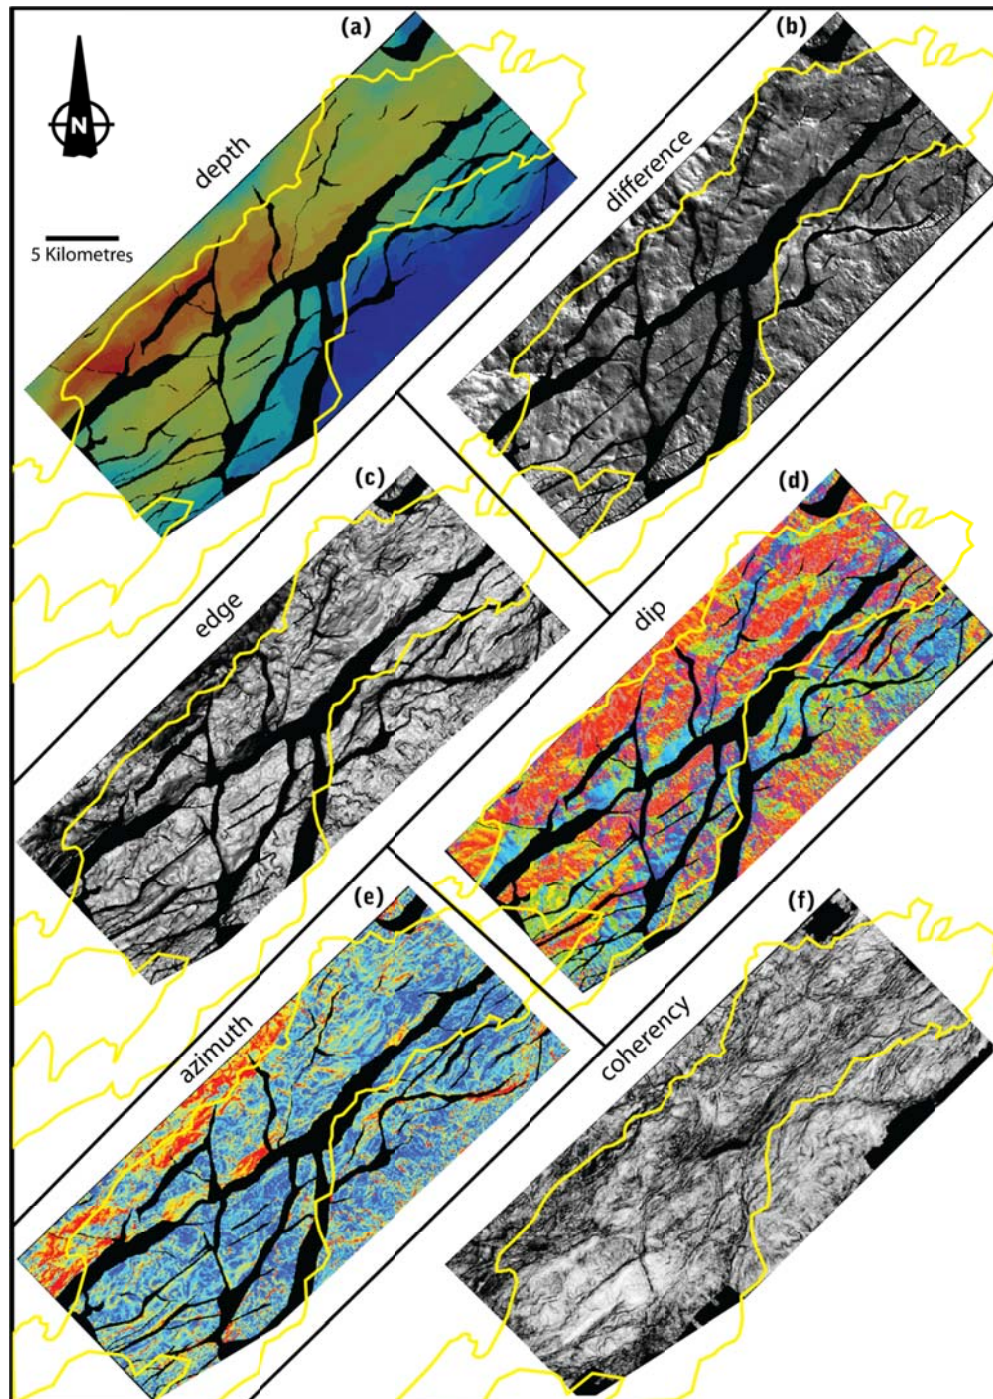 (a)
(b)
N
depth
difference
5 Kilometres
(c)
(d)
edge
dip
(e)
(f)
azimuth
coherency